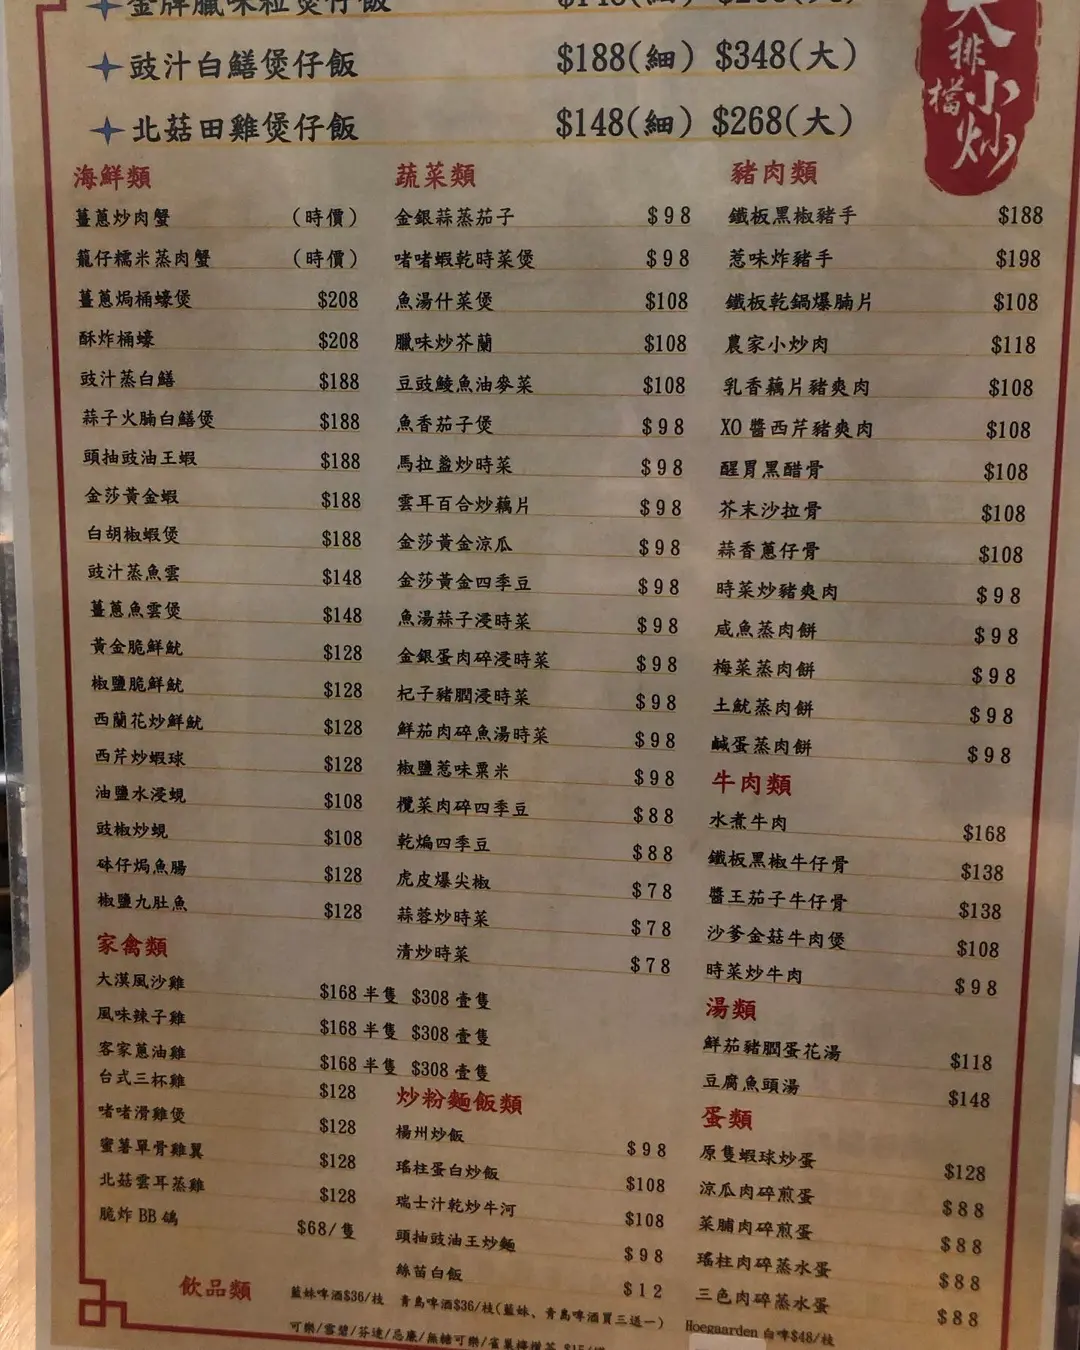 金牌臘味粒煲仔飯
豉汁白鱔煲仔飯 $188(細) $348(大)
北菇田雞煲仔飯 $148(細) $268(大)
大排檔小炒
海鮮類
薑蔥炒肉蟹 (時價)
籠仔糯米蒸肉蟹 (時價)
薑蔥焗桶蠔煲 $208
酥炸桶蠔 $208
豉汁蒸白鱔 $188
蒜子火腩白鱔煲 $188
頭抽豉油王蝦 $188
金莎黃金蝦 $188
白胡椒蝦煲 $188
豉汁蒸魚雲 $148
薑蔥魚雲煲 $148
黃金脆鮮魷 $128
椒鹽脆鮮魷 $128
西蘭花炒鮮魷 $128
西芹炒蝦球 $128
油鹽水浸蜆 $108
豉椒炒蜆 $108
砵仔焗魚腸 $128
椒鹽九肚魚 $128
家禽類
大漠風沙雞 $168 半隻 $308 壹隻
風味辣子雞 $168 半隻 $308 壹隻
客家蔥油雞 $168 半隻 $308 壹隻
台式三杯雞 $128
啫啫滑雞煲 $128
蜜薯單骨雞翼 $128
北菇雲耳蒸雞 $128
脆炸 BB 鴿 $68/隻
蔬菜類
金銀蒜蒸茄子 $98
啫啫蝦乾時菜煲 $98
魚湯什菜煲 $108
臘味炒芥蘭 $108
豆豉鯪魚油麥菜 $108
魚香茄子煲 $98
馬拉盞炒時菜 $98
雲耳百合炒藕片 $98
金莎黃金涼瓜 $98
金莎黃金四季豆 $98
魚湯蒜子浸時菜 $98
金銀蛋肉碎浸時菜 $98
杞子豬膶浸時菜 $98
鮮茄肉碎魚湯時菜 $98
椒鹽惹味粟米 $98
欖菜肉碎四季豆 $88
乾煸四季豆 $88
虎皮爆尖椒 $78
蒜蓉炒時菜 $78
清炒時菜 $78
炒粉麵飯類
楊州炒飯 $98
瑤柱蛋白炒飯 $108
瑞士汁乾炒牛河 $108
頭抽豉油王炒麵 $98
絲苗白飯 $12
豬肉類
鐵板黑椒豬手 $188
惹味炸豬手 $198
鐵板乾鍋爆腩片 $108
農家小炒肉 $118
乳香藕片豬爽肉 $108
XO 醬西芹豬爽肉 $108
醒胃黑醋骨 $108
芥末沙拉骨 $108
蒜香蔥仔骨 $108
時菜炒豬爽肉 $98
咸魚蒸肉餅 $98
梅菜蒸肉餅 $98
土魷蒸肉餅 $98
鹹蛋蒸肉餅 $98
牛肉類
水煮牛肉 $168
鐵板黑椒牛仔骨 $138
醬王茄子牛仔骨 $138
沙爹金菇牛肉煲 $108
時菜炒牛肉 $98
湯類
鮮茄豬膶蛋花湯 $118
豆腐魚頭湯 $148
蛋類
原隻蝦球炒蛋 $128
涼瓜肉碎煎蛋 $88
菜脯肉碎煎蛋 $88
瑤柱肉碎蒸水蛋 $88
三色肉碎蒸水蛋 $88
飲品類
藍妹啤酒$36/枝 青島啤酒$36/枝(藍妹、青島啤酒買三送一) Hoegaarden 白啤$48/枝
可樂/雪碧/芬達/忌廉/無糖可樂/雀巢檸檬茶